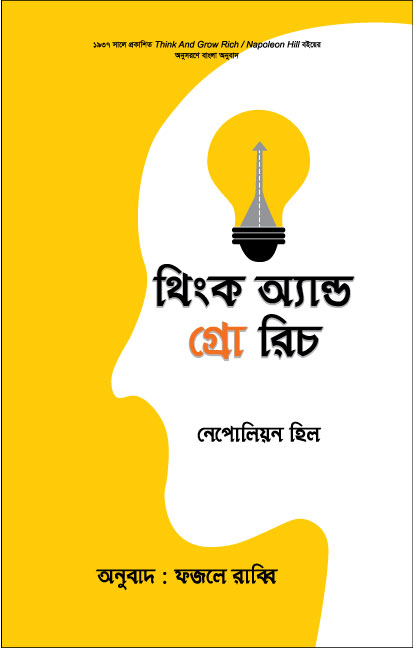 ১৯৩৭ সালে প্রকাশিত Think And Grow Rich / Napoleon Hill বইয়ের
অনুসরণে বাংলা অনুবাদ
থিংক অ্যান্ড
গ্রো রিচ
নেপোলিয়ন হিল
অনুবাদ : ফজলে রাব্বি